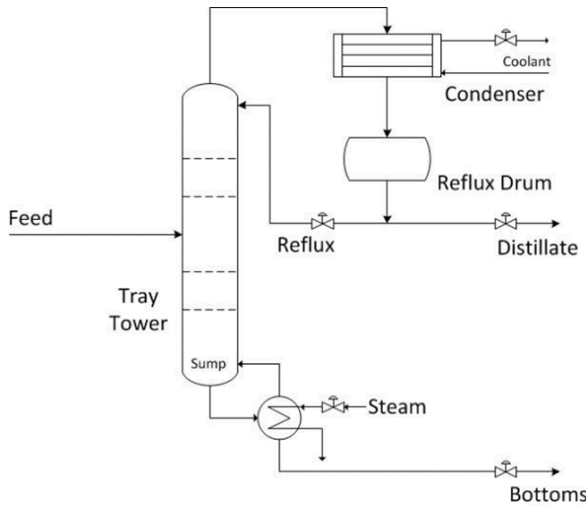 Coolant
Condenser
Reflux Drum
Feed
Reflux
Distillate
Tray
Tower
Sump
Steam
Bottoms